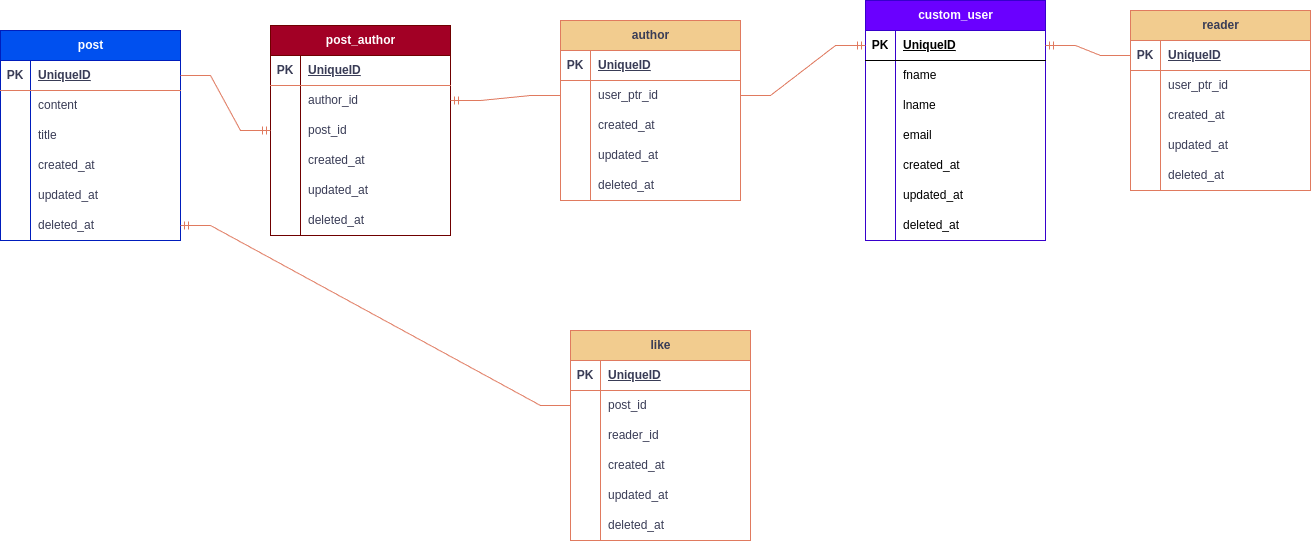 post
PK UniqueID
content
title
created_at
updated_at
deleted_at
post_author
PK UniqueID
author_id
post_id
created_at
updated_at
deleted_at
author
PK UniqueID
user_ptr_id
created_at
updated_at
deleted_at
custom_user
PK UniqueID
fname
lname
email
created_at
updated_at
deleted_at
reader
PK UniqueID
user_ptr_id
created_at
updated_at
deleted_at
like
PK UniqueID
post_id
reader_id
created_at
updated_at
deleted_at